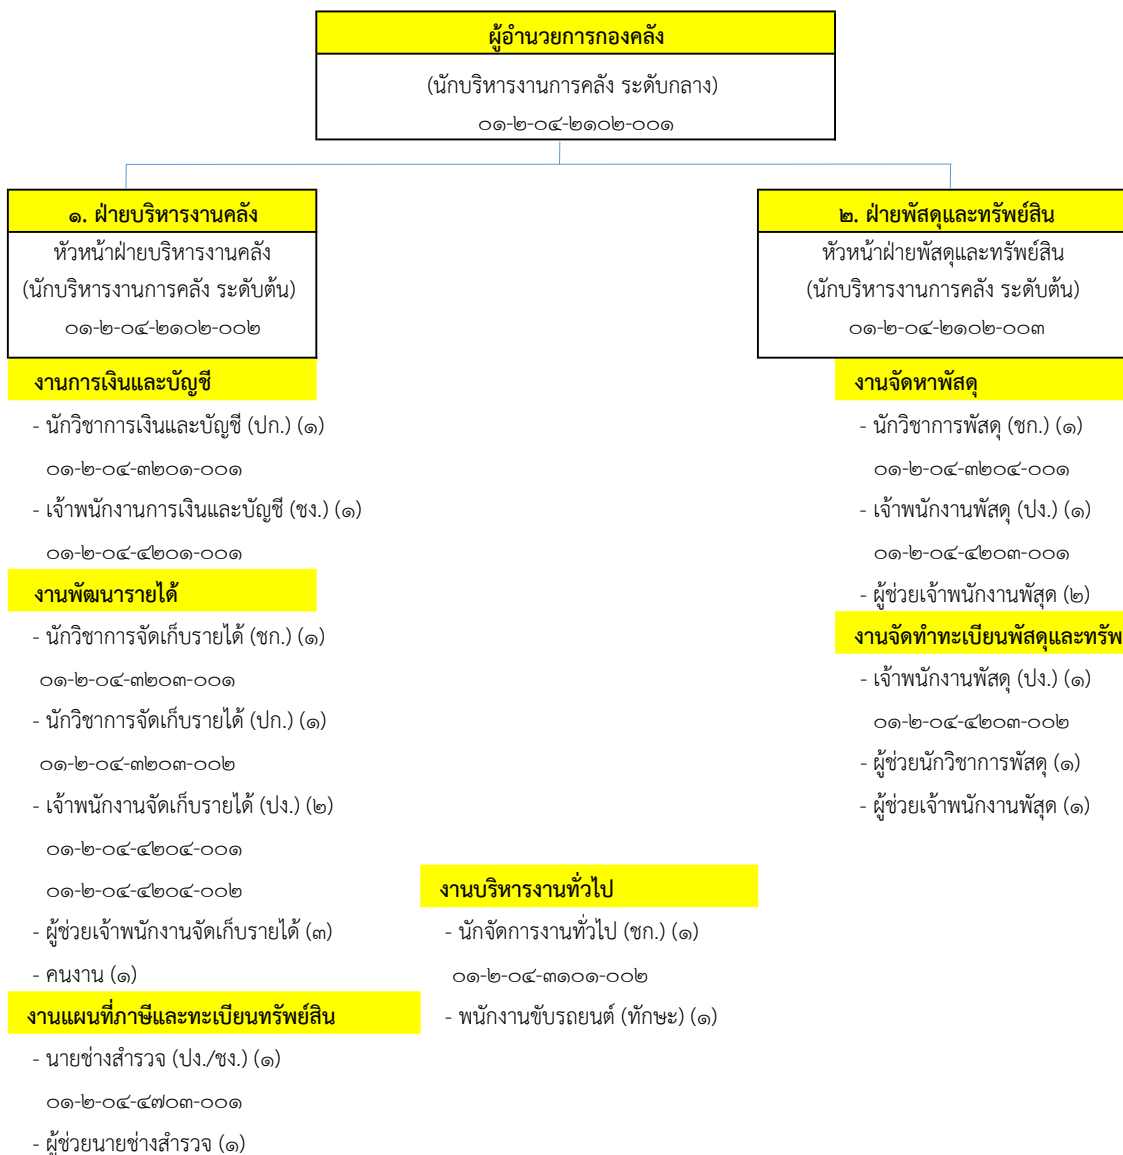 ผู้อำนวยการกองคลัง
(นักบริหารงานการคลัง ระดับกลาง)
๐๑-๒-๐๔-๒๑๐๒-๐๐๑
๑. ฝ่ายบริหารงานคลัง
หัวหน้าฝ่ายบริหารงานคลัง
(นักบริหารงานการคลัง ระดับต้น)
๐๑-๒-๐๔-๒๑๐๒-๐๐๒
งานการเงินและบัญชี
- นักวิชาการเงินและบัญชี (ปก.) (๑)
๐๑-๒-๐๔-๓๒๐๑-๐๐๑
- เจ้าพนักงานการเงินและบัญชี (ชง.) (๑)
๐๑-๒-๐๔-๔๒๐๑-๐๐๑
งานพัฒนารายได้
- นักวิชาการจัดเก็บรายได้ (ชก.) (๑)
๐๑-๒-๐๔-๓๒๐๓-๐๐๑
- นักวิชาการจัดเก็บรายได้ (ปก.) (๑)
๐๑-๒-๐๔-๓๒๐๓-๐๐๒
- เจ้าพนักงานจัดเก็บรายได้ (ปง.) (๒)
๐๑-๒-๐๔-๔๒๐๔-๐๐๑
๐๑-๒-๐๔-๔๒๐๔-๐๐๒
- ผู้ช่วยเจ้าพนักงานจัดเก็บรายได้ (๓)
- คนงาน (๑)
งานแผนที่ภาษีและทะเบียนทรัพย์สิน
- นายช่างสำรวจ (ปง./ชง.) (๑)
๐๑-๒-๐๔-๔๗๐๓-๐๐๑
- ผู้ช่วยนายช่างสำรวจ (๑)
งานบริหารงานทั่วไป
- นักจัดการงานทั่วไป (ชก.) (๑)
๐๑-๒-๐๔-๓๑๐๑-๐๐๒
- พนักงานขับรถยนต์ (ทักษะ) (๑)
๒. ฝ่ายพัสดุและทรัพย์สิน
หัวหน้าฝ่ายพัสดุและทรัพย์สิน
(นักบริหารงานการคลัง ระดับต้น)
๐๑-๒-๐๔-๒๑๐๒-๐๐๓
งานจัดหาพัสดุ
- นักวิชาการพัสดุ (ชก.) (๑)
๐๑-๒-๐๔-๓๒๐๔-๐๐๑
- เจ้าพนักงานพัสดุ (ปง.) (๑)
๐๑-๒-๐๔-๔๒๐๓-๐๐๑
- ผู้ช่วยเจ้าพนักงานพัสุด (๒)
งานจัดทำทะเบียนพัสดุและทรัพ
- เจ้าพนักงานพัสดุ (ปง.) (๑)
๐๑-๒-๐๔-๔๒๐๓-๐๐๒
- ผู้ช่วยนักวิชาการพัสดุ (๑)
- ผู้ช่วยเจ้าพนักงานพัสุด (๑)